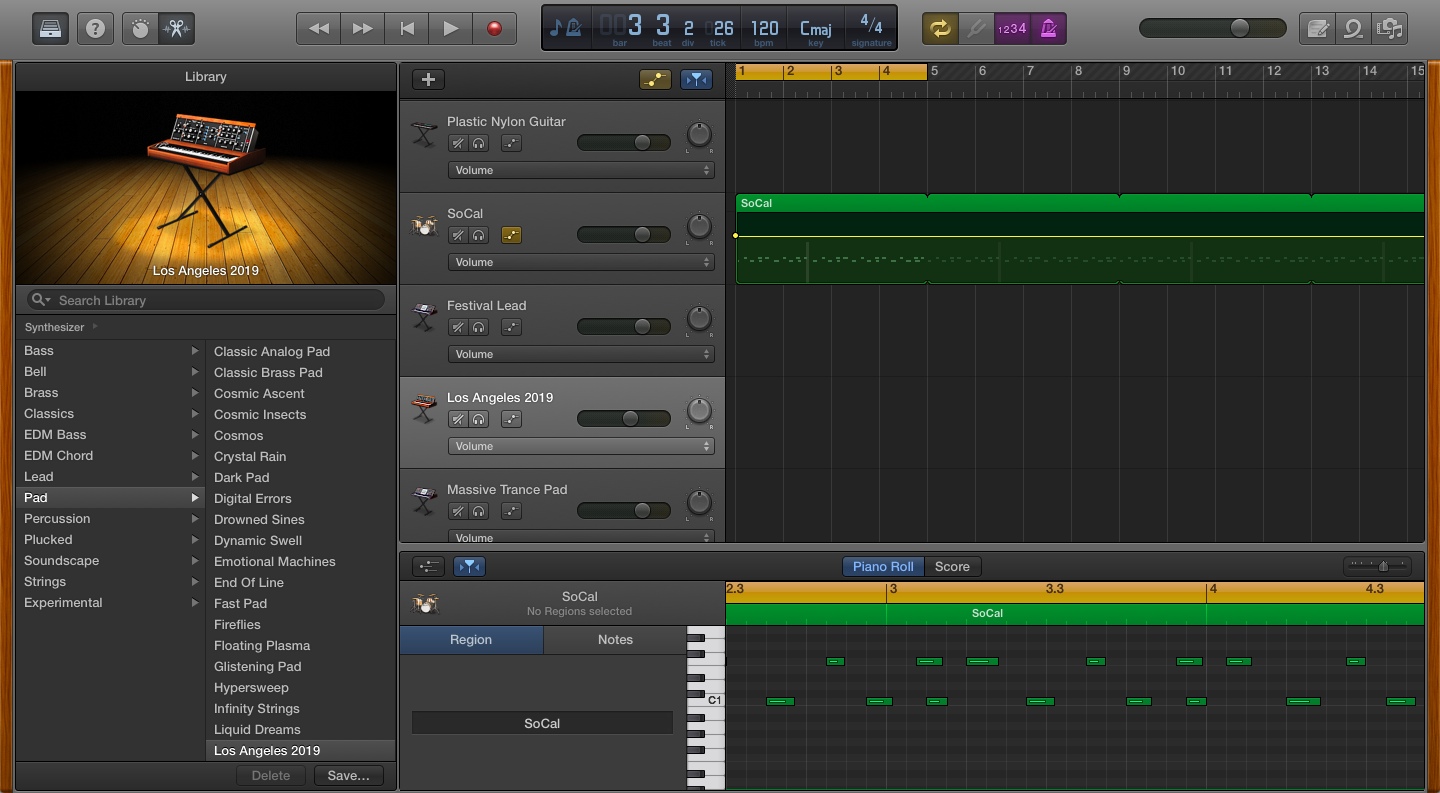 3 3 2 26 120 Cmaj 4/4
bar beat div tick bpm key signature
1234
Library
Los Angeles 2019
Search Library
Synthesizer
Bass
Bell
Brass
Classics
EDM Bass
EDM Chord
Lead
Pad
Percussion
Plucked
Soundscape
Strings
Experimental
Classic Analog Pad
Classic Brass Pad
Cosmic Ascent
Cosmic Insects
Cosmos
Crystal Rain
Dark Pad
Digital Errors
Drowned Sines
Dynamic Swell
Emotional Machines
End Of Line
Fast Pad
Fireflies
Floating Plasma
Glistening Pad
Hypersweep
Infinity Strings
Liquid Dreams
Los Angeles 2019
Delete Save...
1 2 3 4 5 6 7 8 9 10 11 12 13 14 15
Plastic Nylon Guitar
L R
Volume
SoCal
L R
Volume
Festival Lead
L R
Volume
Los Angeles 2019
L R
Volume
Massive Trance Pad
L R
Volume
SoCal
Piano Roll Score
SoCal
No Regions selected
Region Notes
SoCal
C1
2.3 3 3.3 4 4.3
SoCal